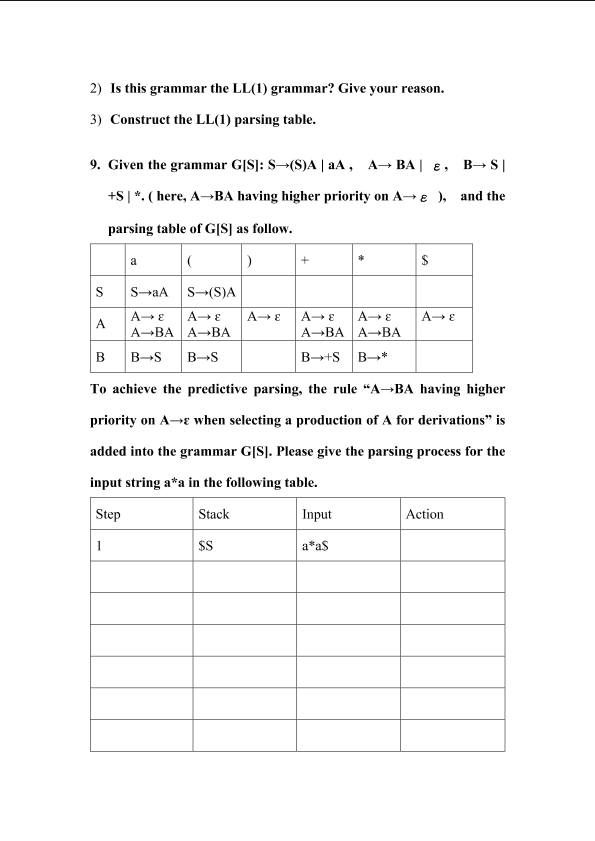 2) Is this grammar the LL(1) grammar? Give your reason.
3) Construct the LL(1) parsing table.
9. Given the grammar G[S]: S→(S)A | aA , A→ BA | ε , B→ S |
+S | *. ( here, A→BA having higher priority on A→ ε ), and the
parsing table of G[S] as follow.
a ( ) + * $
S S→aA S→(S)A
A A→ ε A→BA A→ ε A→BA A→ ε A→ ε A→BA A→ ε A→BA A→ ε
B B→S B→S B→+S B→*
To achieve the predictive parsing, the rule “A→BA having higher
priority on A→ε when selecting a production of A for derivations” is
added into the grammar G[S]. Please give the parsing process for the
input string a*a in the following table.
Step Stack Input Action
1 $S a*a$